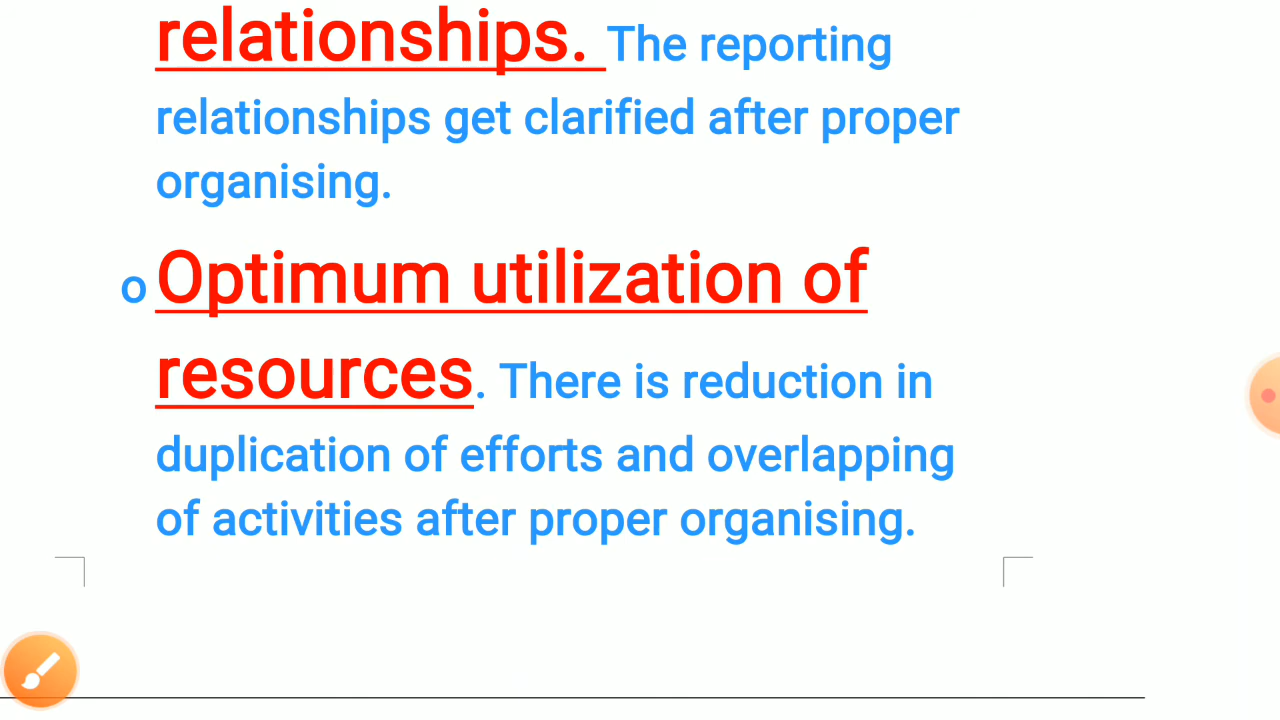 relationships. The reporting
relationships get clarified after proper
organising.
o Optimum utilization of
resources. There is reduction in
duplication of efforts and overlapping
of activities after proper organising.